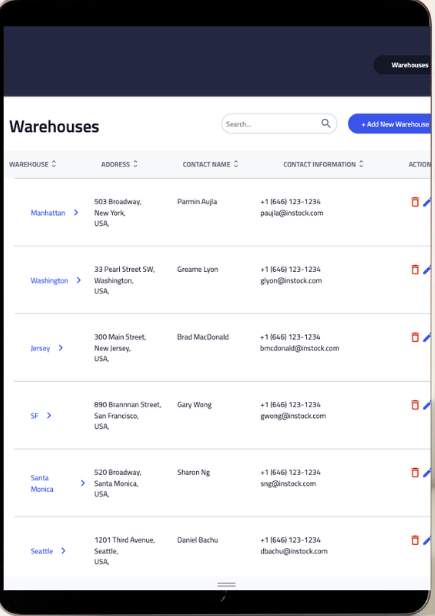 Warehouses
Warehouses
Search...
+ Add New Warehouse
WAREHOUSE
ADDRESS
CONTACT NAME
CONTACT INFORMATION
ACTION
503 Broadway,
Parmin Aujla
+1 (646) 123-1234
Manhattan
New York,
paujla@instock.com
USA,
33 Pearl Street SW,
Greame Lyon
+1 (646) 123-1234
Washington
Washington,
glyon@instock.com
USA,
300 Main Street,
Brad MacDonald
+1 (646) 123-1234
Jersey
New Jersey,
bmcdonald@instock.com
USA,
890 Brannnan Street,
Gary Wong
+1 (646) 123-1234
SF
San Francisco,
gwong@instock.com
USA,
520 Broadway,
Sharon Ng
+1 (646) 123-1234
Santa
Monica
Santa Monica,
sng@instock.com
USA,
1201 Third Avenue,
Daniel Bachu
+1 (646) 123-1234
Seattle
Seattle,
dbachu@instock.com
USA,